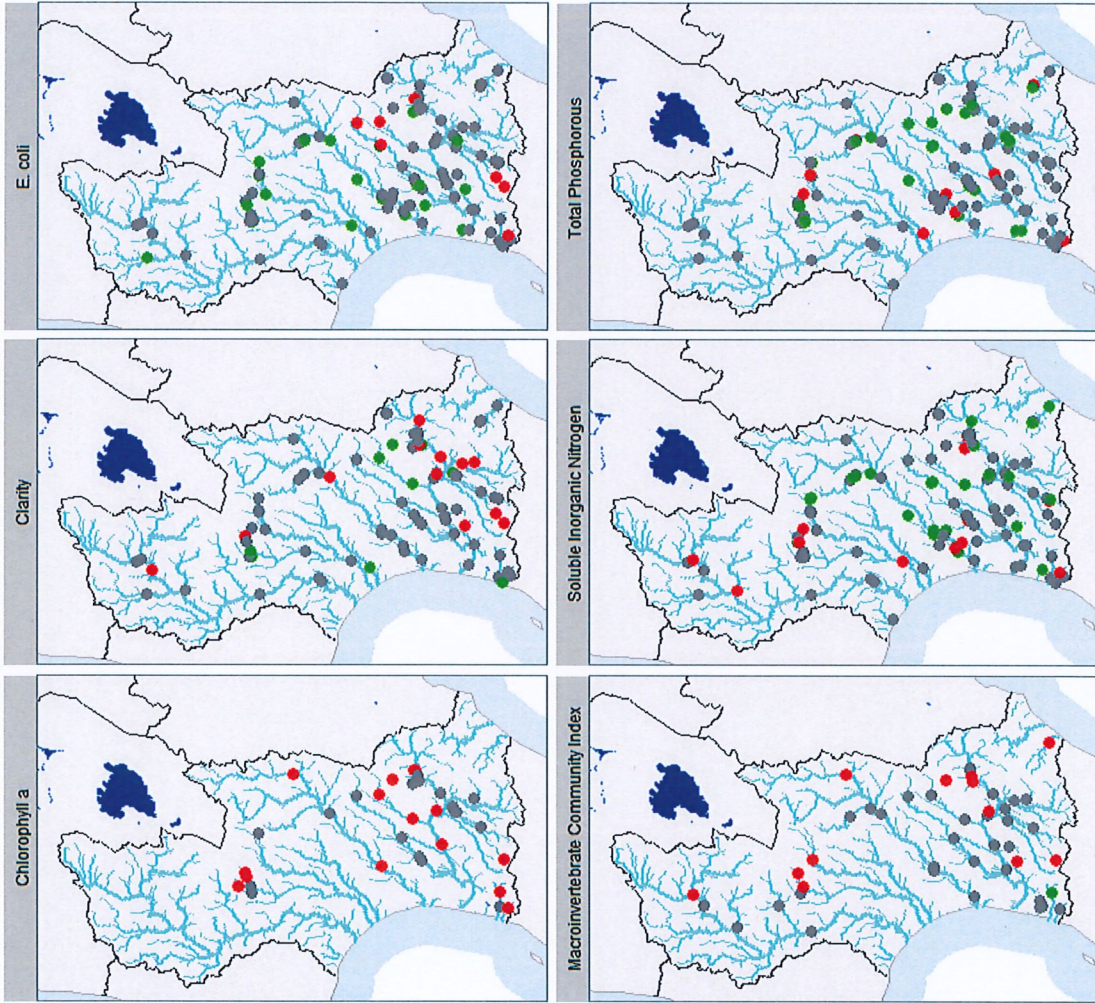 E. coli
Total Phosphorous
Clarity
Soluble Inorganic Nitrogen
Chlorophyll a
Macroinvertebrate Community Index